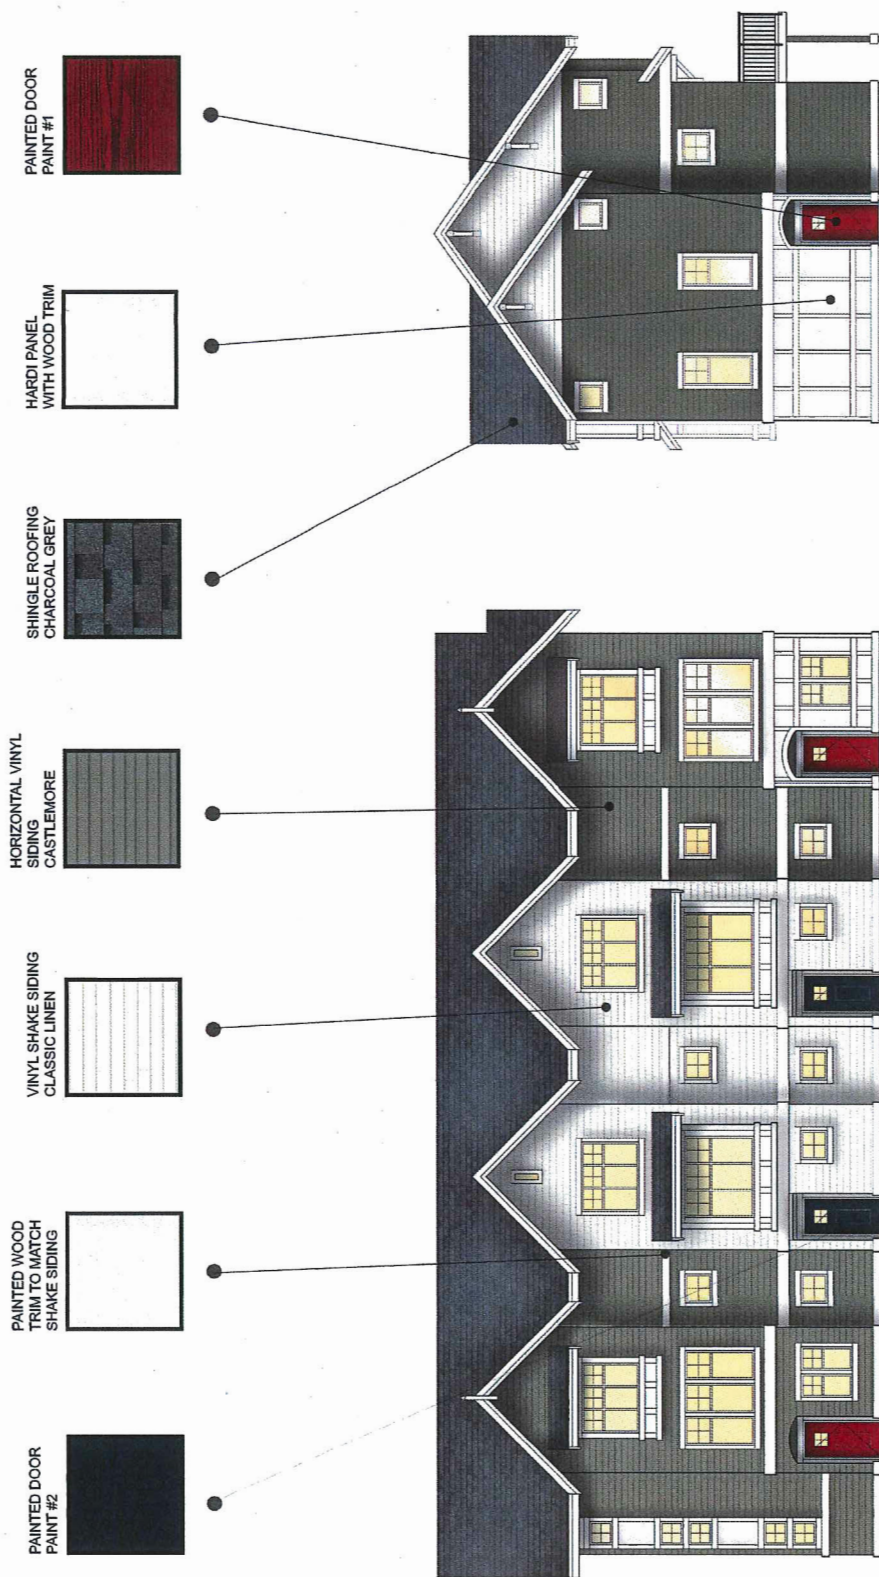 PAINTED DOOR
PAINT #1
HARDI PANEL
WITH WOOD TRIM
SHINGLE ROOFING
CHARCOAL GREY
HORIZONTAL VINYL
SIDING
CASTLEMORE
VINYL SHAKE SIDING
CLASSIC LINEN
PAINTED WOOD
TRIM TO MATCH
SHAKE SIDING
PAINTED DOOR
PAINT #2